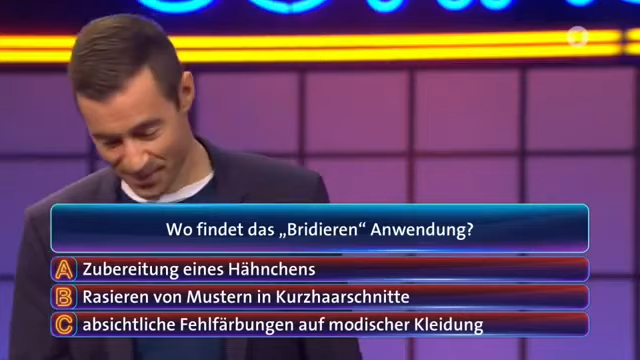 Wo findet das „Bridieren“ Anwendung?
A Zubereitung eines Hähnchens
B Rasieren von Mustern in Kurzhaarschnitte
C absichtliche Fehlfärbungen auf modischer Kleidung